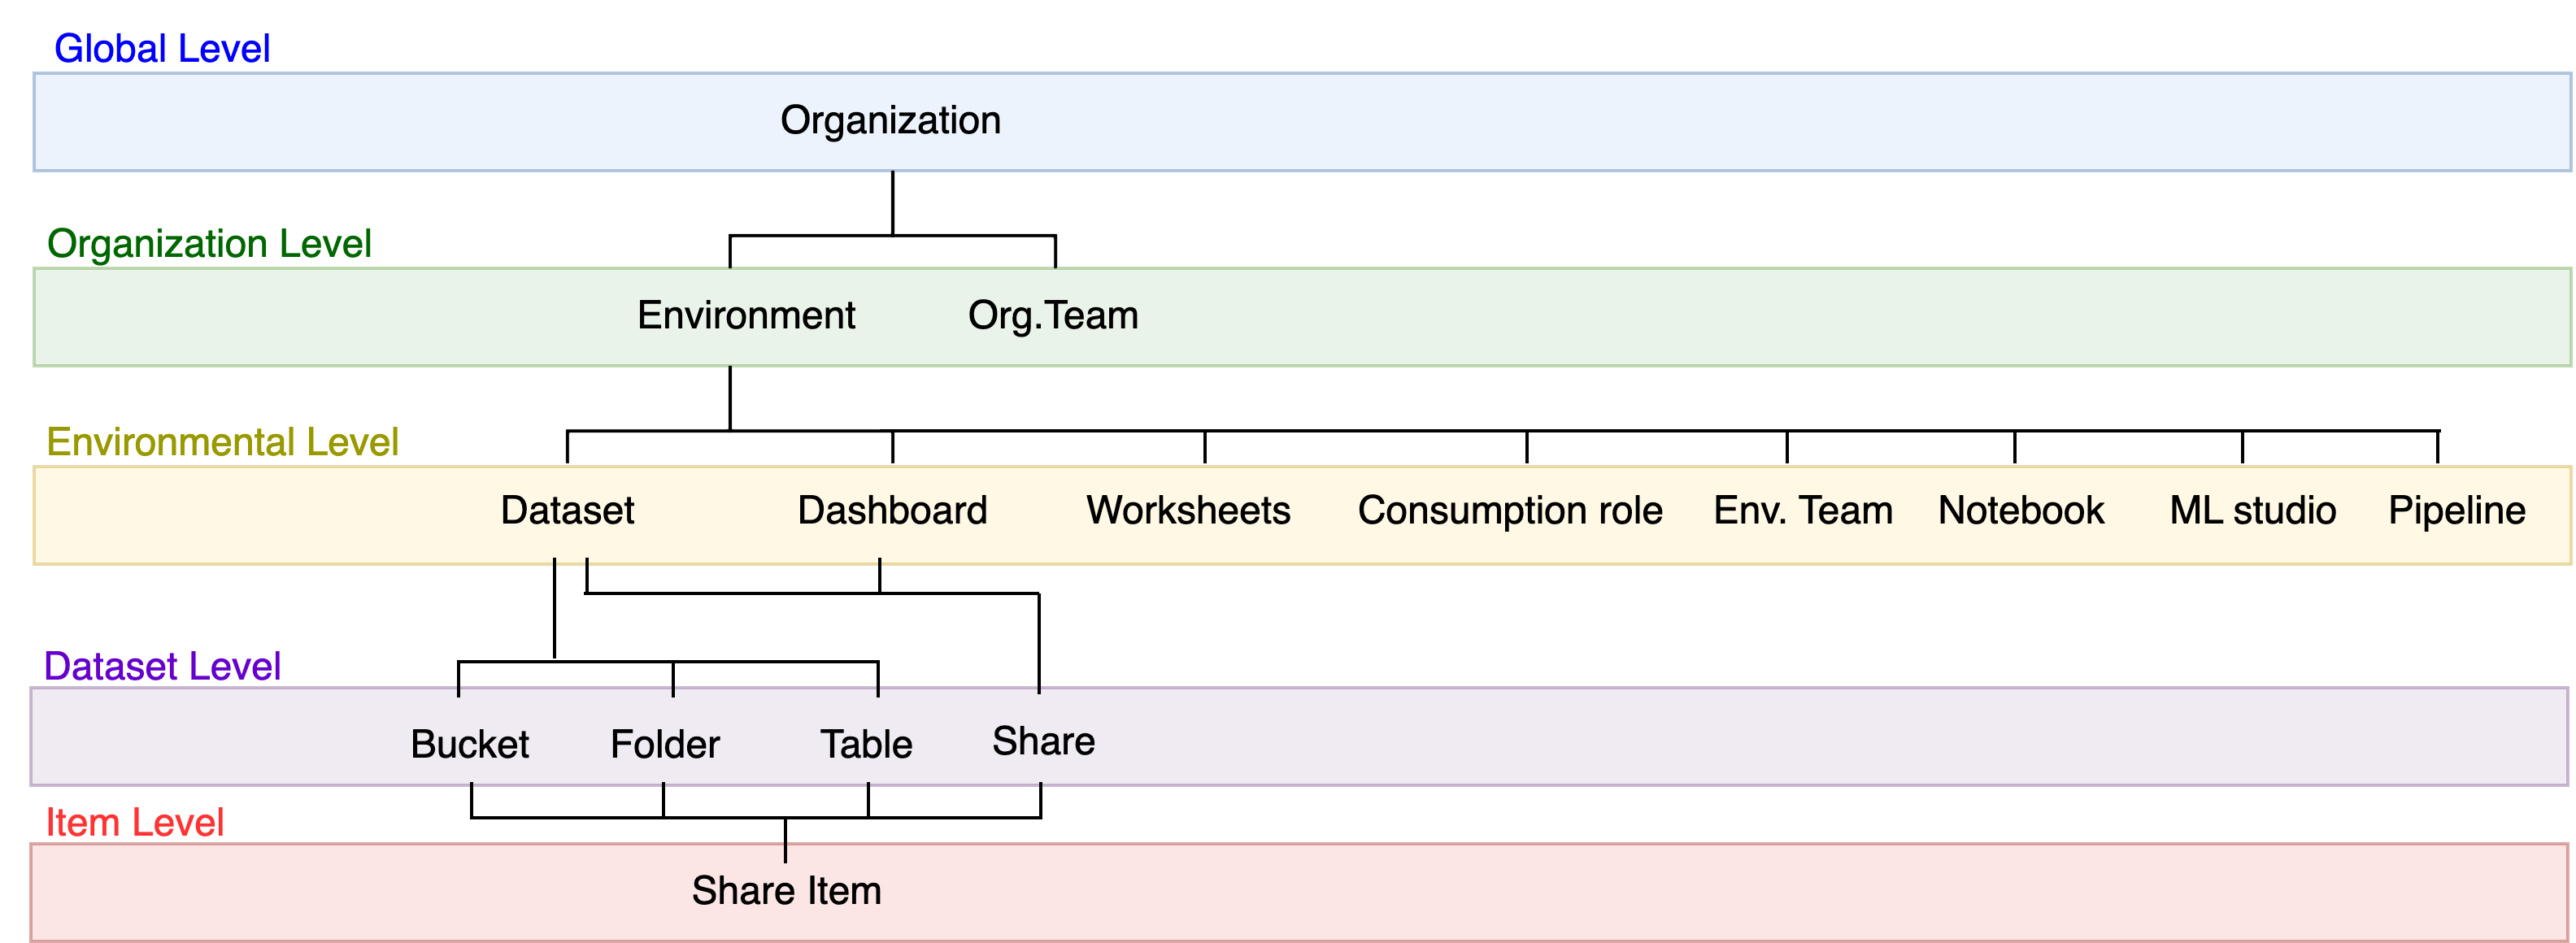 Global Level
Organization
Organization Level
Environment Org.Team
Environmental Level
Dataset Dashboard Worksheets Consumption role Env. Team Notebook ML studio Pipeline
Dataset Level
Bucket Folder Table Share
Item Level
Share Item